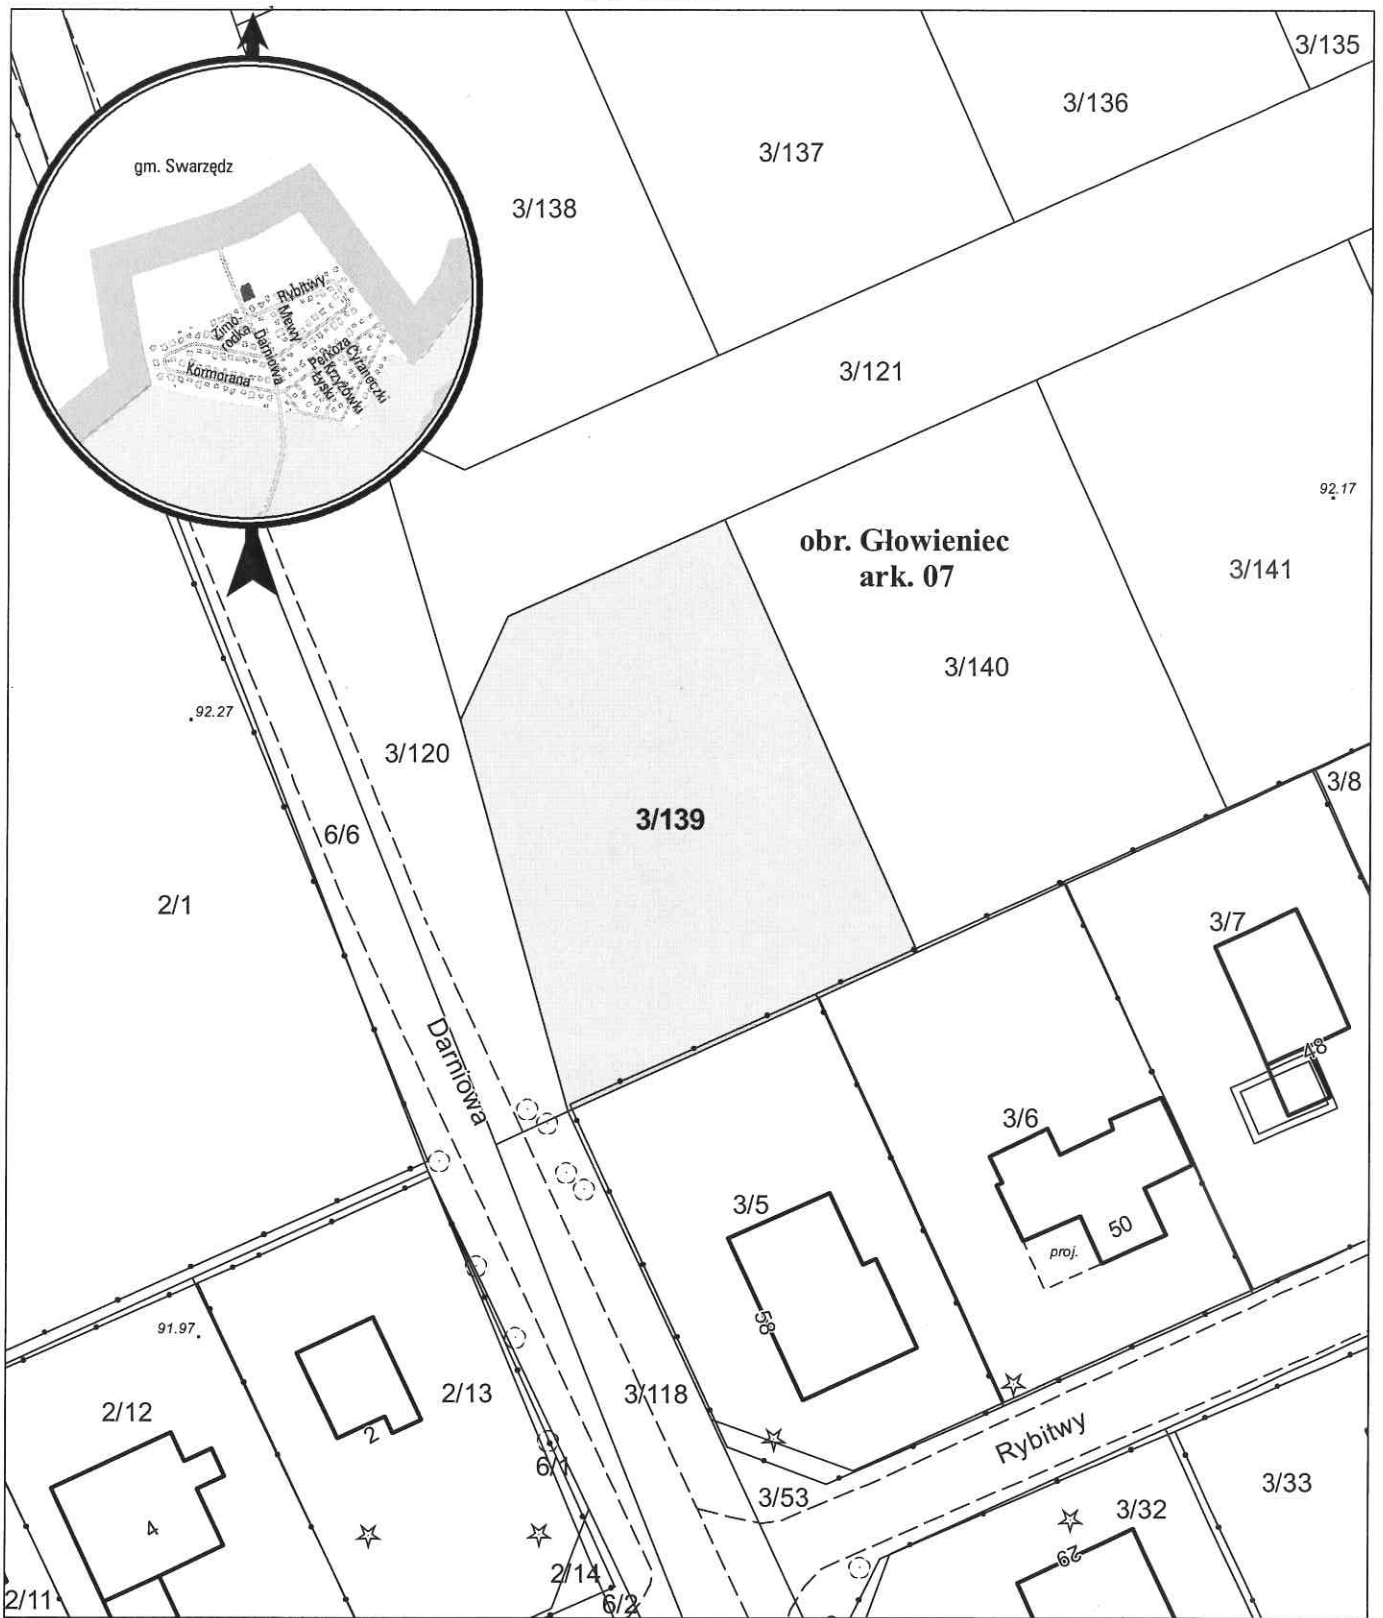 3/135
3/136
3/137
gm. Swarzędz
3/138
Rybitwy
Zimo-
rodka
Mewy
Darniowa
Perkoza
Cyraneczki
Krzyżówki
Łyski
Kormorana
3/121
92.17
obr. Głowieniec
ark. 07
3/141
3/140
92.27
3/120
3/8
3/139
6/6
2/1
3/7
Darniowa
48
3/6
3/5
50
proj.
58
91.97
2/13
3/118
2/12
2
Rybitwy
6/1
3/53
3/33
3/32
4
29
2/14
2/11
6/2